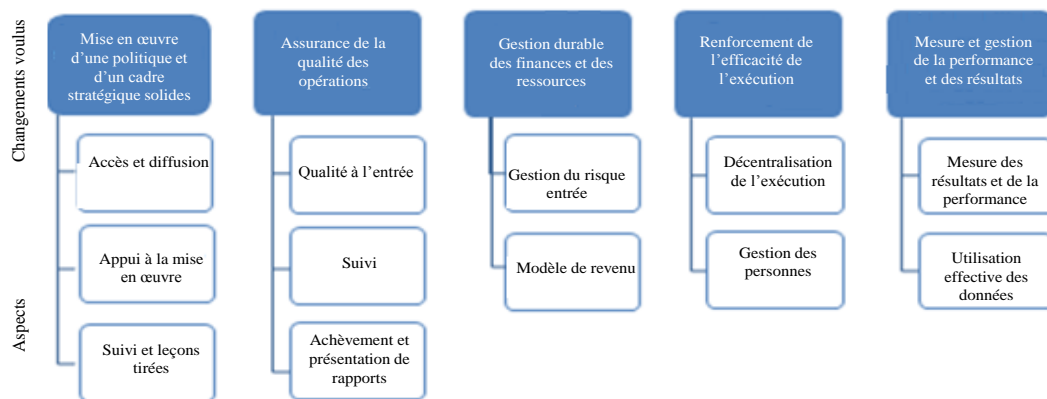 Changements voulus
Mise en œuvre
d'une politique et
d'un cadre
stratégique solides
Accès et diffusion
Appui à la mise
en œuvre
Suivi et leçons
tirées
Assurance de la
qualité des
opérations
Qualité à l'entrée
Suivi
Achèvement et
présentation de
rapports
Gestion durable
des finances et des
ressources
Gestion du risque
entrée
Modèle de revenu
Renforcement de
l'efficacité de
l'exécution
Décentralisation
de l'exécution
Gestion des
personnes
Mesure et gestion
de la performance
et des résultats
Mesure des
résultats et de la
performance
Utilisation
effective des
données
Aspects